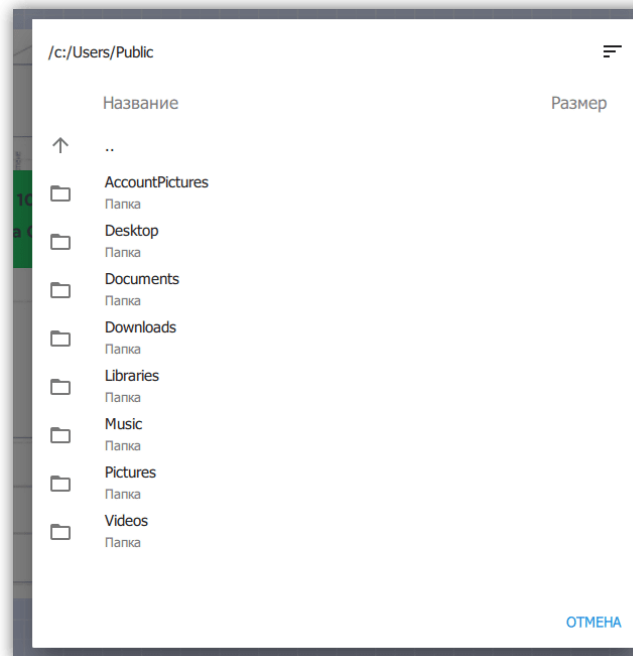 /c:/Users/Public
Название Размер
..
AccountPictures
Папка
Desktop
Папка
Documents
Папка
Downloads
Папка
Libraries
Папка
Music
Папка
Pictures
Папка
Videos
Папка
10
а
ОТМЕНА